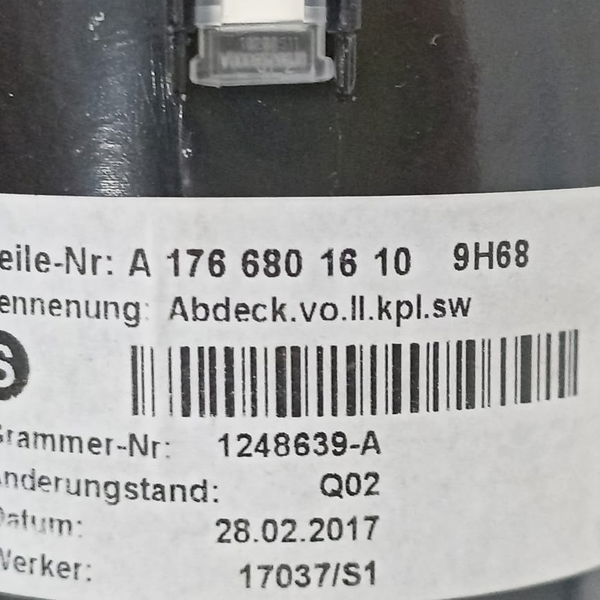 eile-Nr: A 176 680 16 10 9H68
ennenung: Abdeck.vo.ll.kpl.sw
S
Grammer-Nr: 1248639-A
Änderungstand: Q02
Datum: 28.02.2017
Werker: 17037/S1